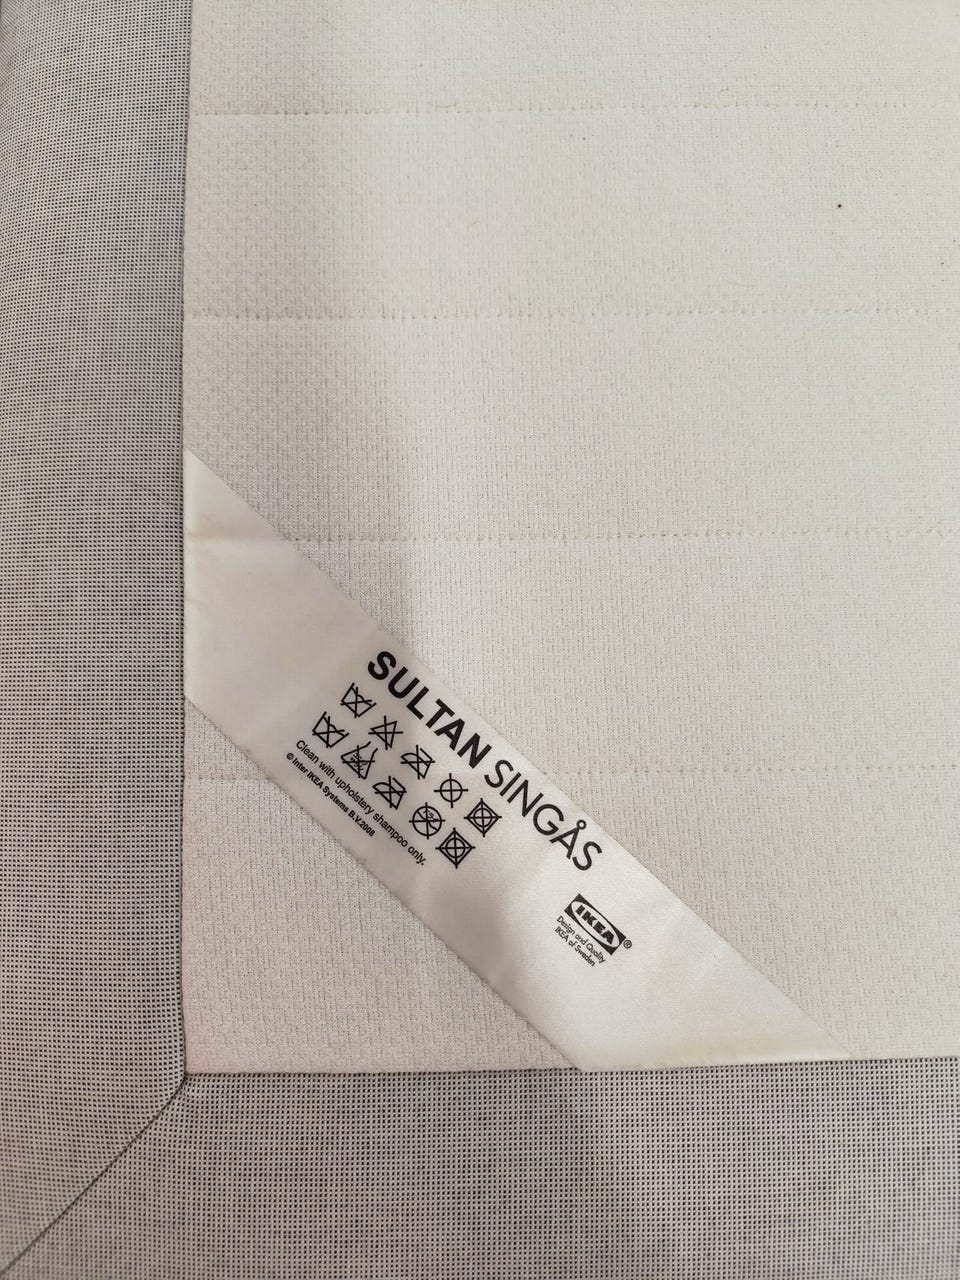 SULTAN SINGÅS
Clean with upholstery shampoo only.
© Inter IKEA Systems B.V.2008
IKEA®
Design and Quality
IKEA of Sweden